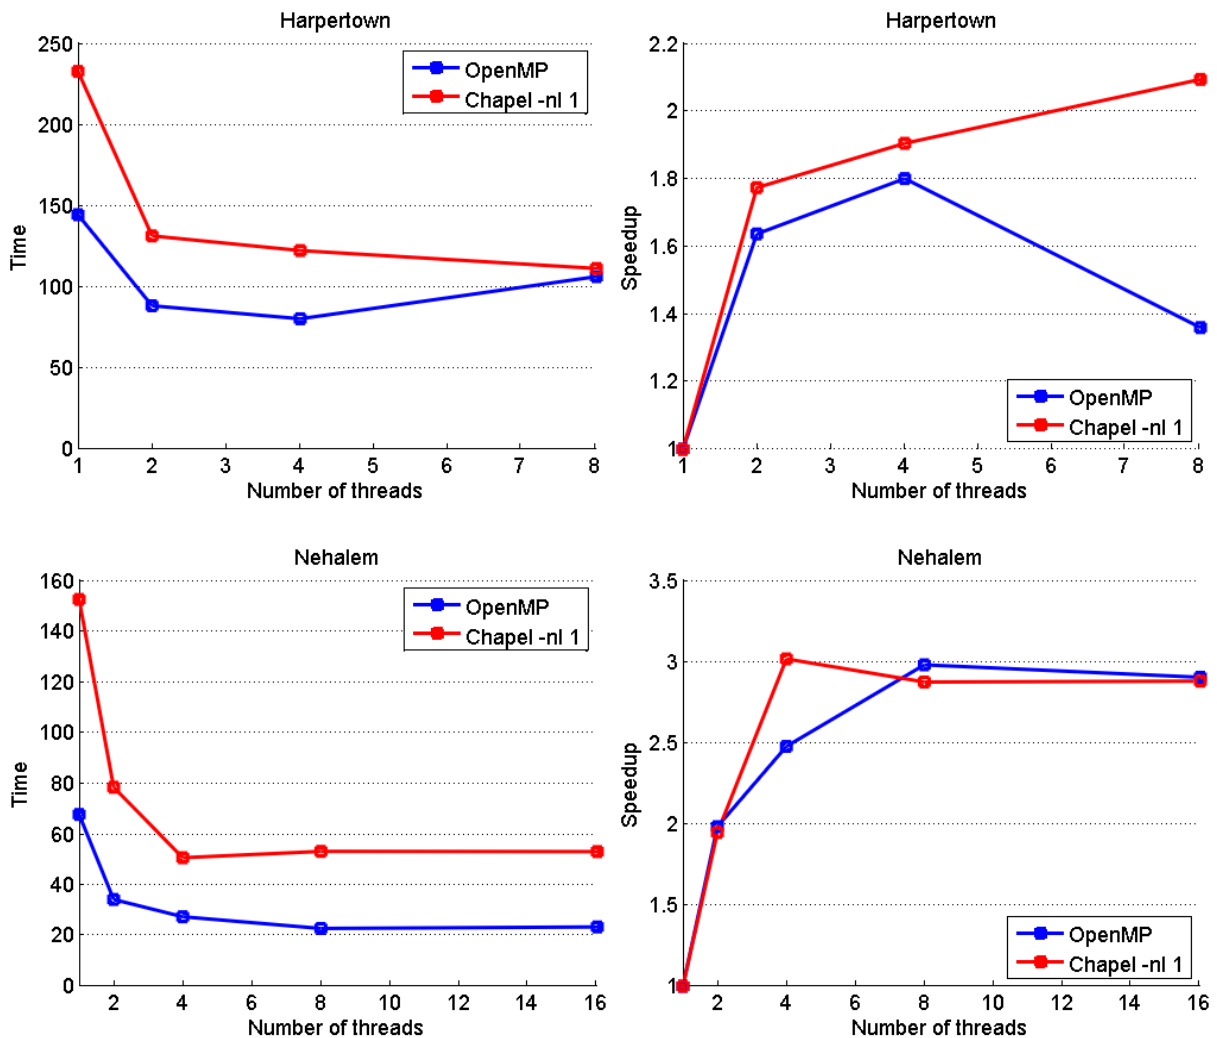 Harpertown
250
200
150
100
50
0
1 2 3 4 5 6 7 8
Time
Number of threads
OpenMP
Chapel -nl 1
Harpertown
2.2
2
1.8
1.6
1.4
1.2
1
1 2 3 4 5 6 7 8
Speedup
Number of threads
OpenMP
Chapel -nl 1
Nehalem
160
140
120
100
80
60
40
20
0
2 4 6 8 10 12 14 16
Time
Number of threads
OpenMP
Chapel -nl 1
Nehalem
3.5
3
2.5
2
1.5
1
2 4 6 8 10 12 14 16
Speedup
Number of threads
OpenMP
Chapel -nl 1